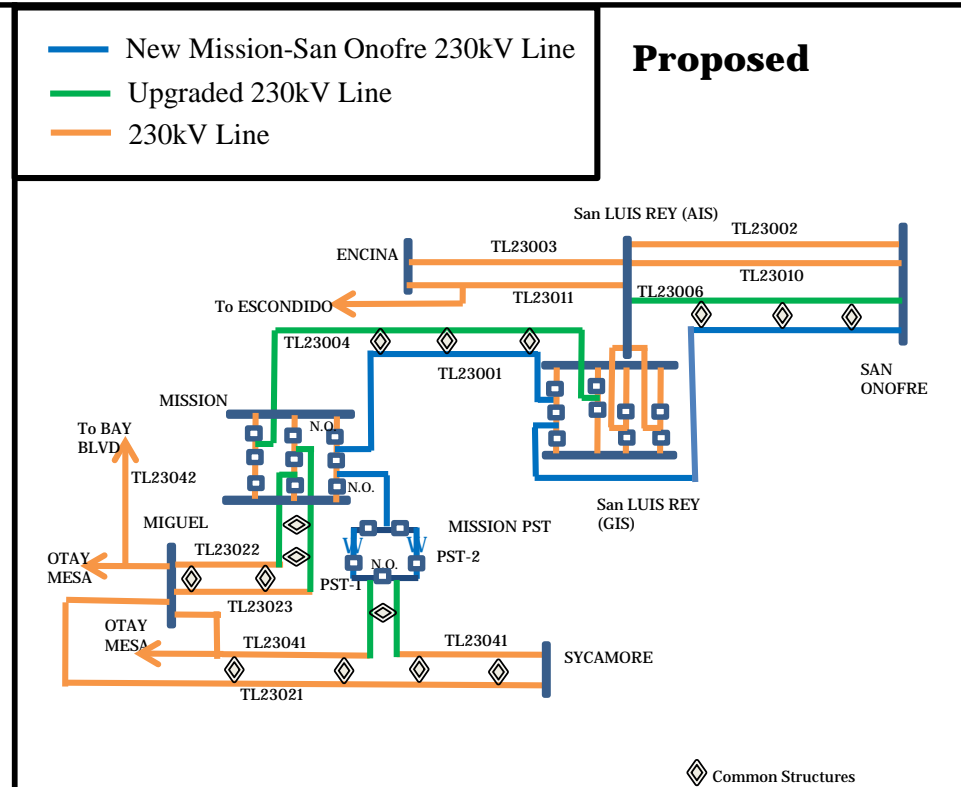 New Mission-San Onofre 230kV Line
Upgraded 230kV Line
230kV Line
Proposed
San LUIS REY (AIS)
TL23002
ENCINA
TL23003
TL23010
To ESCONDIDO
TL23011
TL23006
TL23004
TL23001
SAN
ONOFRE
MISSION
N.O.
To BAY
BLVD
TL23042
N.O.
San LUIS REY
(GIS)
MIGUEL
MISSION PST
OTAY
MESA
TL23022
PST-1
N.O.
PST-2
TL23023
OTAY
MESA
TL23041
TL23041
SYCAMORE
TL23021
Common Structures